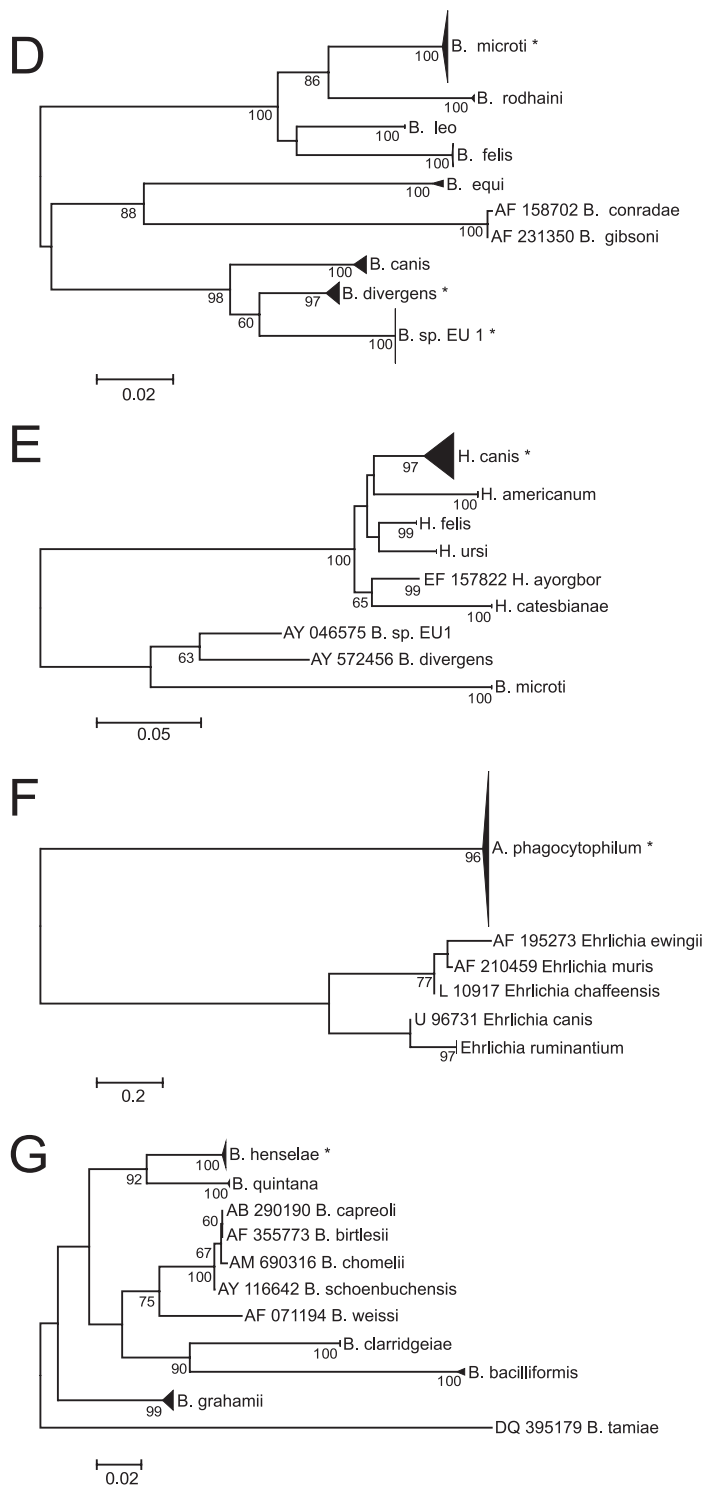 D
B. microti *
100
86
B. rodhaini
100
100
B. leo
100
B. felis
100
B. equi
100
88
AF 158702 B. conradae
100
AF 231350 B. gibsoni
B. canis
100
98
B. divergens *
97
60
B. sp. EU 1 *
100
0.02
E
H. canis *
97
H. americanum
100
H. felis
99
100
H. ursi
EF 157822 H. ayorgbor
99
65
H. catesbianae
100
AY 046575 B. sp. EU1
63
AY 572456 B. divergens
B. microti
100
0.05
F
A. phagocytophilum *
96
AF 195273 Ehrlichia ewingii
AF 210459 Ehrlichia muris
77
L 10917 Ehrlichia chaffeensis
U 96731 Ehrlichia canis
Ehrlichia ruminantium
97
0.2
G
B. henselae *
100
92
B. quintana
100
AB 290190 B. capreoli
60
AF 355773 B. birtlesii
67
AM 690316 B. chomelii
100
AY 116642 B. schoenbuchensis
75
AF 071194 B. weissi
B. clarridgeiae
100
90
B. bacilliformis
100
B. grahamii
99
DQ 395179 B. tamiae
0.02